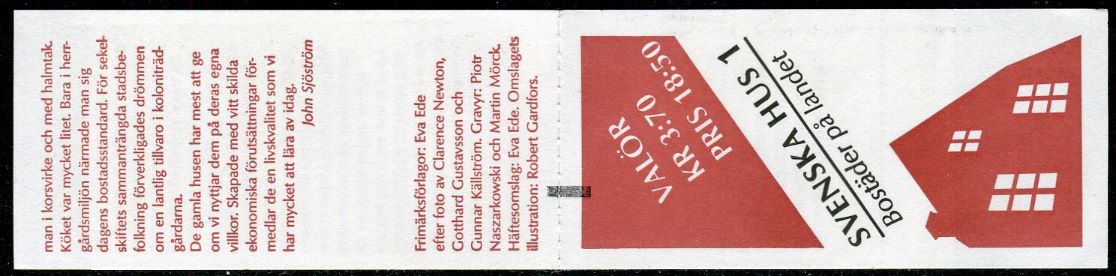 man i korsvirke och med halmtak.
Köket var mycket litet. Bara i herr-
gårdsmiljön närmade man sig
dagens bostadsstandard. För sekel-
skiftets sammanträngda stadsbe-
folkning förverkligades drömmen
om en lantlig tillvaro i koloniträd-
gårdarna.
De gamla husen har mest att ge
om vi nyttjar dem på deras egna
villkor. Skapade med vitt skilda
ekonomiska förutsättningar för-
medlar de en livskvalitet som vi
har mycket att lära av idag.
John Sjöström
Frimärksförlagor: Eva Ede
efter foto av Clarence Newton,
Gotthard Gustavsson och
Gunnar Källström. Gravyr: Piotr
Naszarkowski och Martin Mörck.
Häftesomslag: Eva Ede. Omslagets
illustration: Robert Gardfors.
VALÖR
KR 3:70
PRIS 18:50
SVENSKA HUS 1
Bostäder på landet